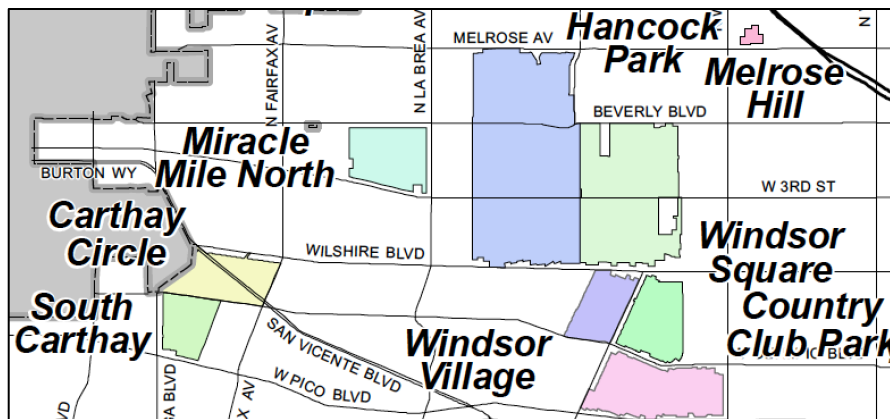 Hancock
Park
MELROSE AV
N FAIRFAX AV
N LA BREA AV
Melrose
Hill
BEVERLY BLVD
Miracle
Mile North
BURTON WY
W 3RD ST
Carthay
Circle
WILSHIRE BLVD
Windsor
Square
South
Carthay
Country
Club Park
SAN VICENTE BLVD
Windsor
Village
W PICO BLVD
BLVD